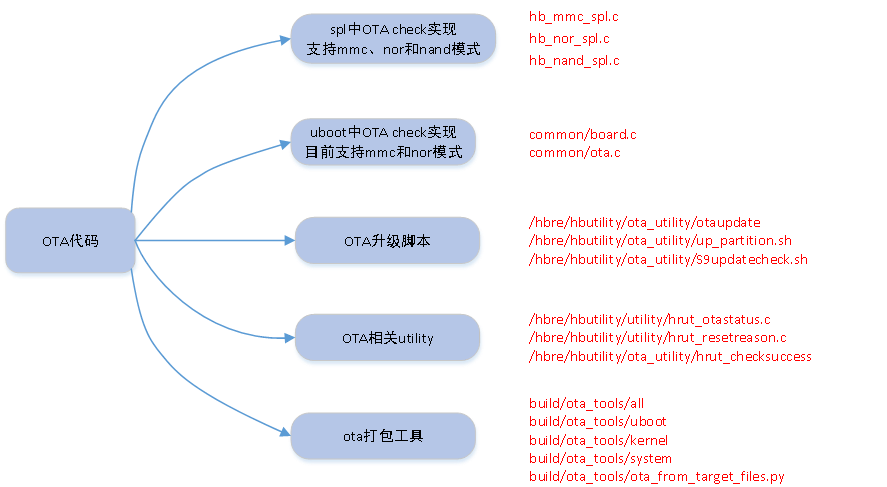 OTA代码
spl中OTA check实现
支持mmc、nor和nand模式
hb_mmc_spl.c
hb_nor_spl.c
hb_nand_spl.c
uboot中OTA check实现
目前支持mmc和nor模式
common/board.c
common/ota.c
OTA升级脚本
/hbre/hbutility/ota_utility/otaupdate
/hbre/hbutility/ota_utility/up_partition.sh
/hbre/hbutility/ota_utility/S9updatecheck.sh
OTA相关utility
/hbre/hbutility/utility/hrut_otastatus.c
/hbre/hbutility/utility/hrut_resetreason.c
/hbre/hbutility/ota_utility/hrut_checksuccess
ota打包工具
build/ota_tools/all
build/ota_tools/uboot
build/ota_tools/kernel
build/ota_tools/system
build/ota_tools/ota_from_target_files.py